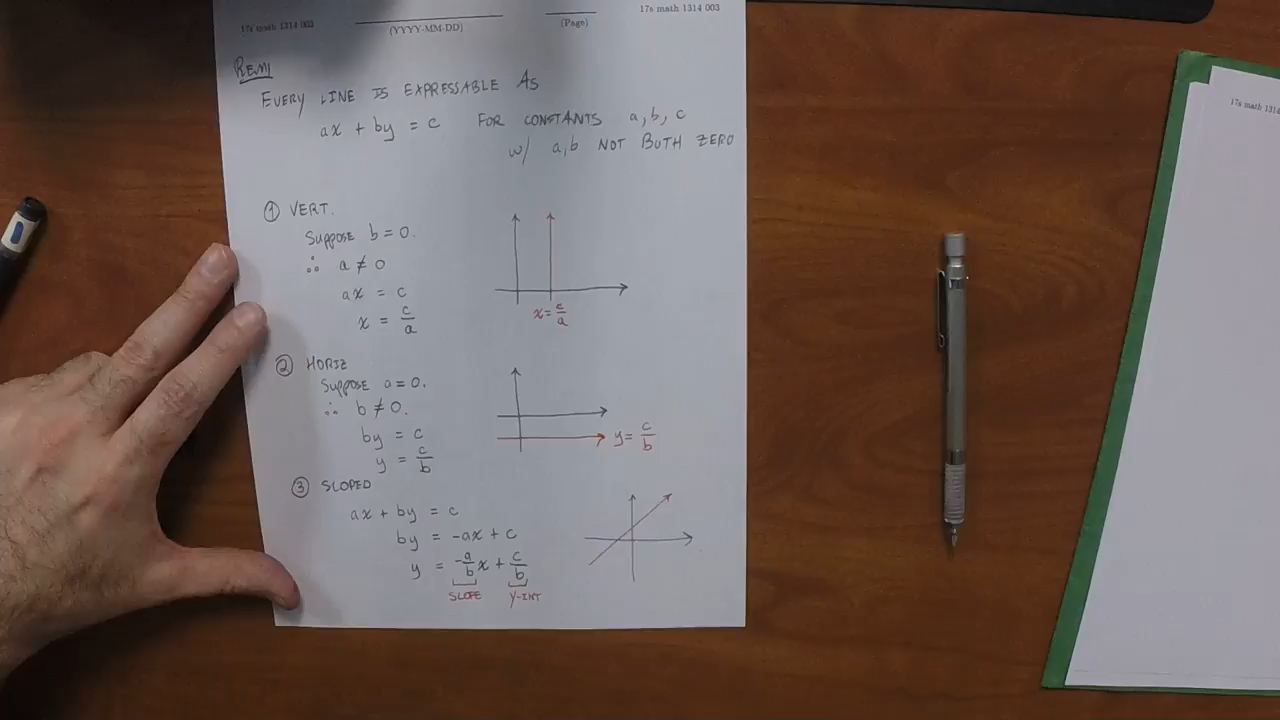 17s math 1314 003
(YYYY-MM-DD)
(Page)
17s math 1314 003
REM1
EVERY LINE IS EXPRESSABLE AS
ax + by = c FOR CONSTANTS a, b, c
w/ a, b NOT BOTH ZERO
① VERT.
SUPPOSE b = 0.
∴ a ≠ 0
ax = c
x = c/a
x = c/a
② HORIZ
SUPPOSE a = 0.
∴ b ≠ 0.
by = c
y = c/b
y = c/b
③ SLOPED
ax + by = c
by = -ax + c
y = -a/b x + c/b
SLOPE Y-INT
17s math 1314